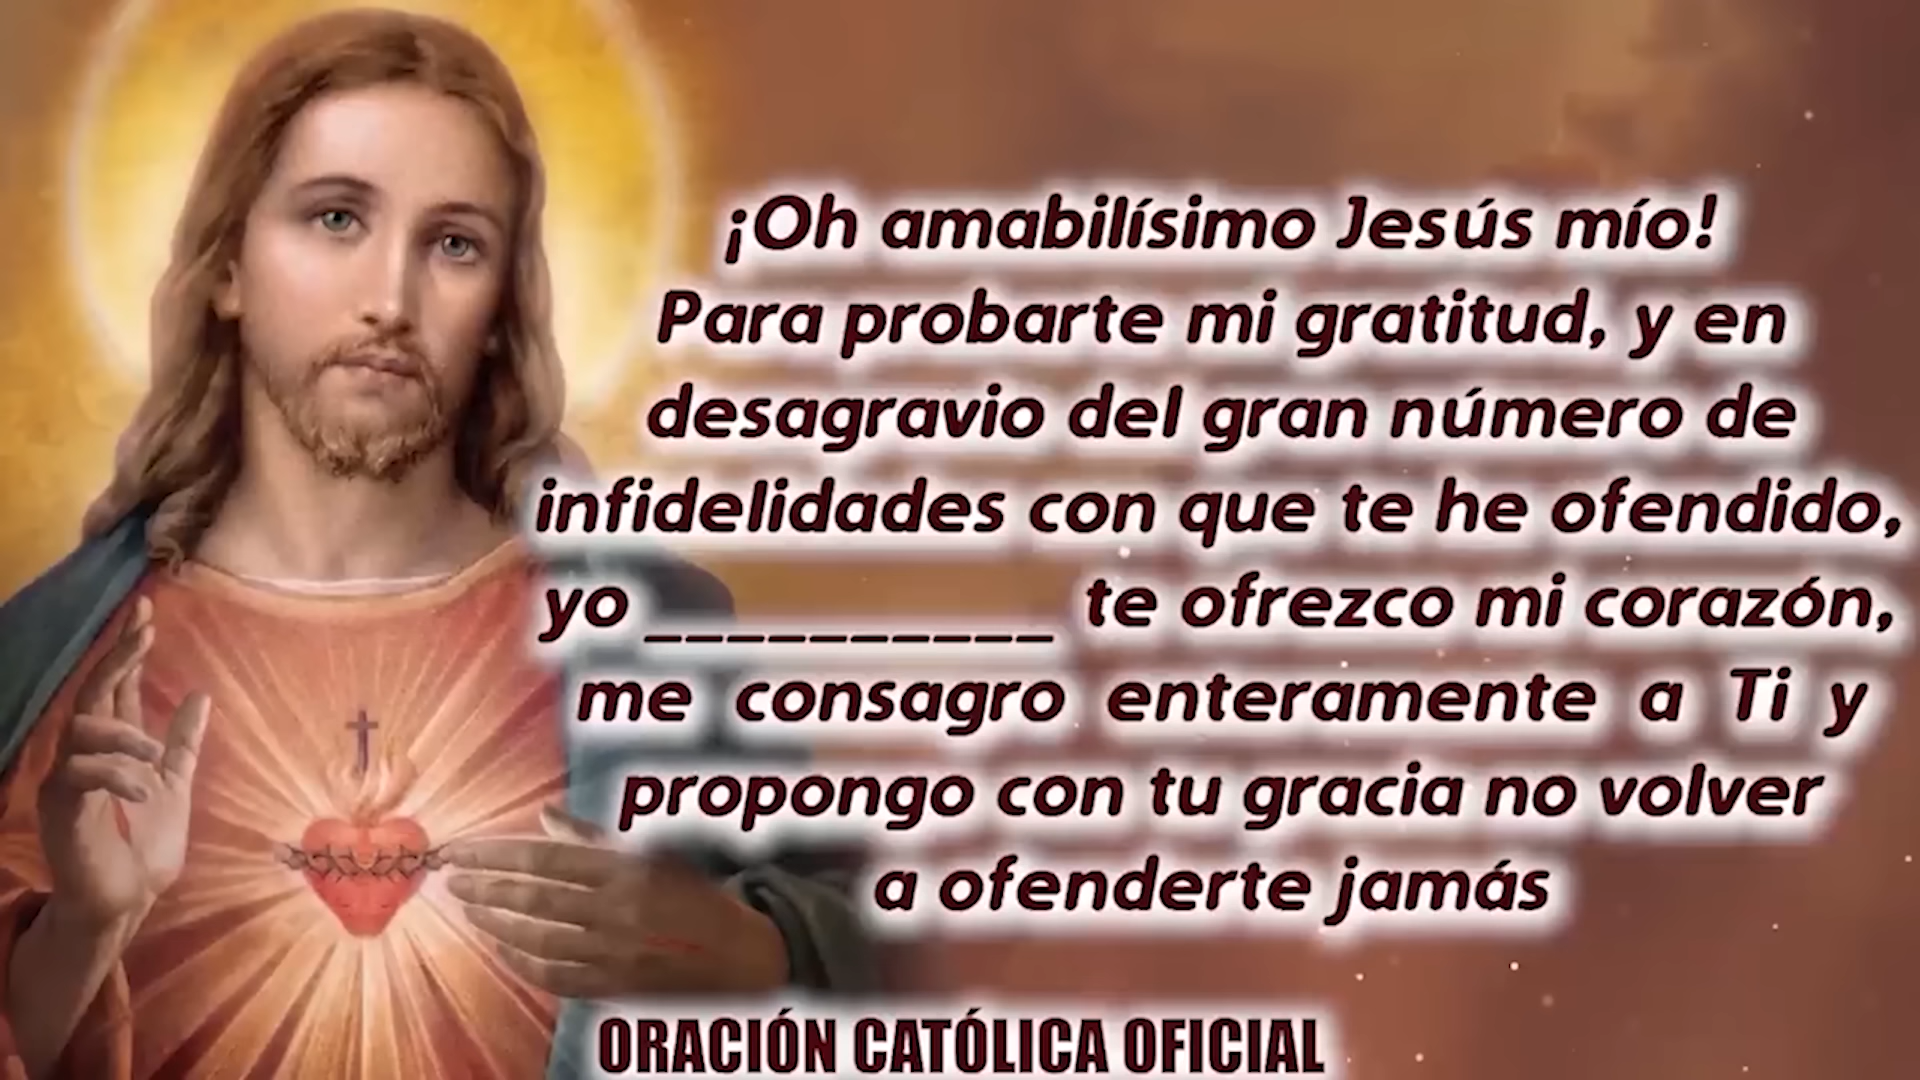 ¡Oh amabilísimo Jesús mío!
Para probarte mi gratitud, y en
desagravio del gran número de
infidelidades con que te he ofendido,
yo __________ te ofrezco mi corazón,
me consagro enteramente a Ti y
propongo con tu gracia no volver
a ofenderte jamás
ORACIÓN CATÓLICA OFICIAL